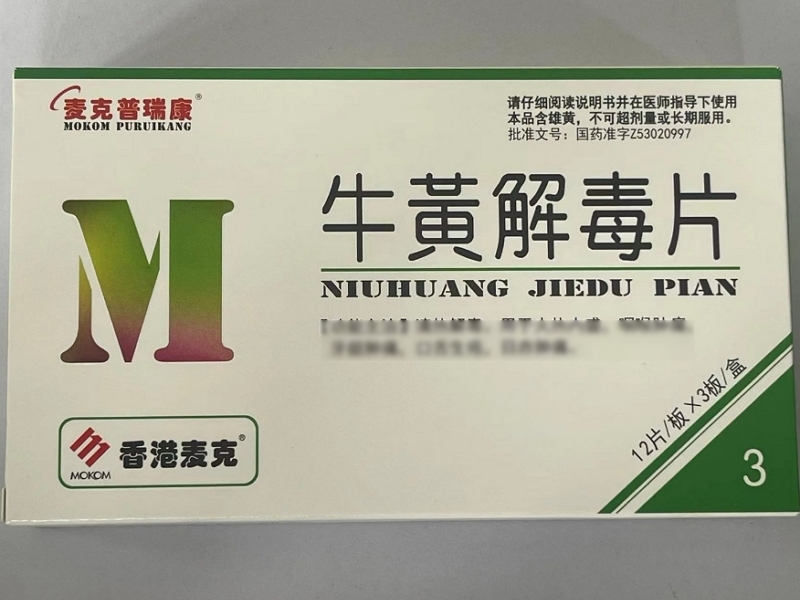 麦克普瑞康®
MOKOM PURUIKANG
请仔细阅读说明书并在医师指导下使用
本品含雄黄，不可超剂量或长期服用。
批准文号：国药准字Z53020997
M
牛黄解毒片
NIUHUANG JIEDU PIAN
12片/板×3板/盒
3
MOKOM
香港麦克®